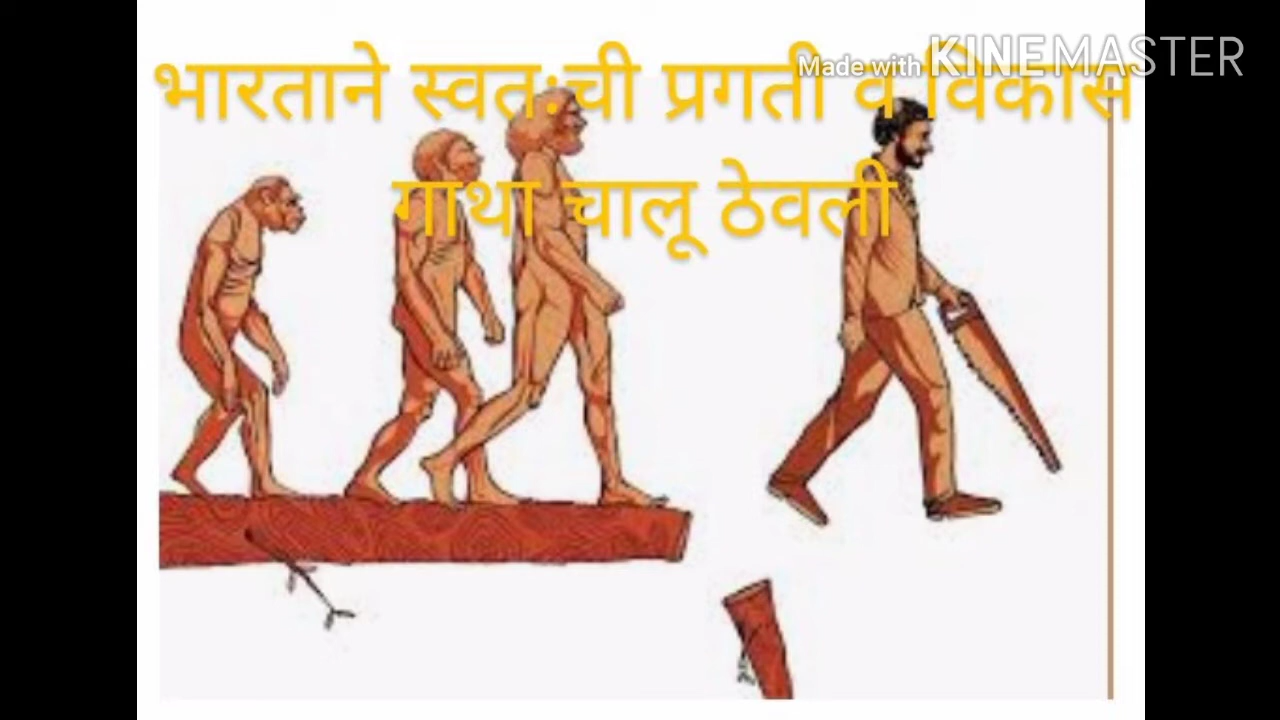 Made with KINEMASTER
भारताने स्वत:ची प्रगती व विकास
गाथा चालू ठेवली